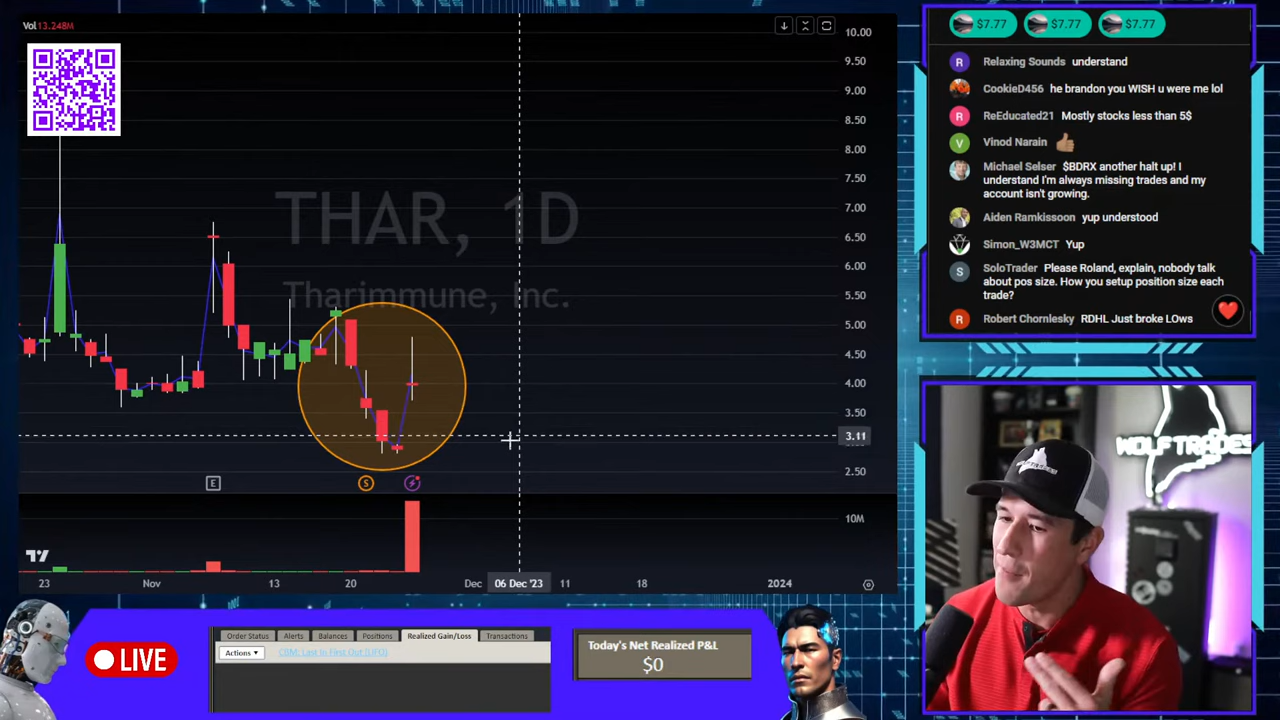 Vol13.248M
THAR, 1D
Tharimmune, Inc.
10.00
9.50
9.00
8.50
8.00
7.50
7.00
6.50
6.00
5.50
5.00
4.50
4.00
3.50
3.11
2.50
E
S
10M
23
Nov
13
20
Dec
06 Dec '23
11
18
2024
$7.77
$7.77
$7.77
R
Relaxing Sounds understand
CookieD456 he brandon you WISH u were me lol
R
ReEducated21 Mostly stocks less than 5$
V
Vinod Narain
Michael Selser $BDRX another halt up! I
understand I'm always missing trades and my
account isn't growing.
Aiden Ramkissoon yup understood
Simon_W3MCT Yup
S
SoloTrader Please Roland, explain, nobody talk
about pos size. How you setup position size each
trade?
R
Robert Chornlesky RDHL Just broke LOws
WOLFTRADES
LIVE
Order Status
Alerts
Balances
Positions
Realized Gain/Loss
Transactions
Actions
CBM: Last In First Out (LIFO)
Today's Net Realized P&L
$0